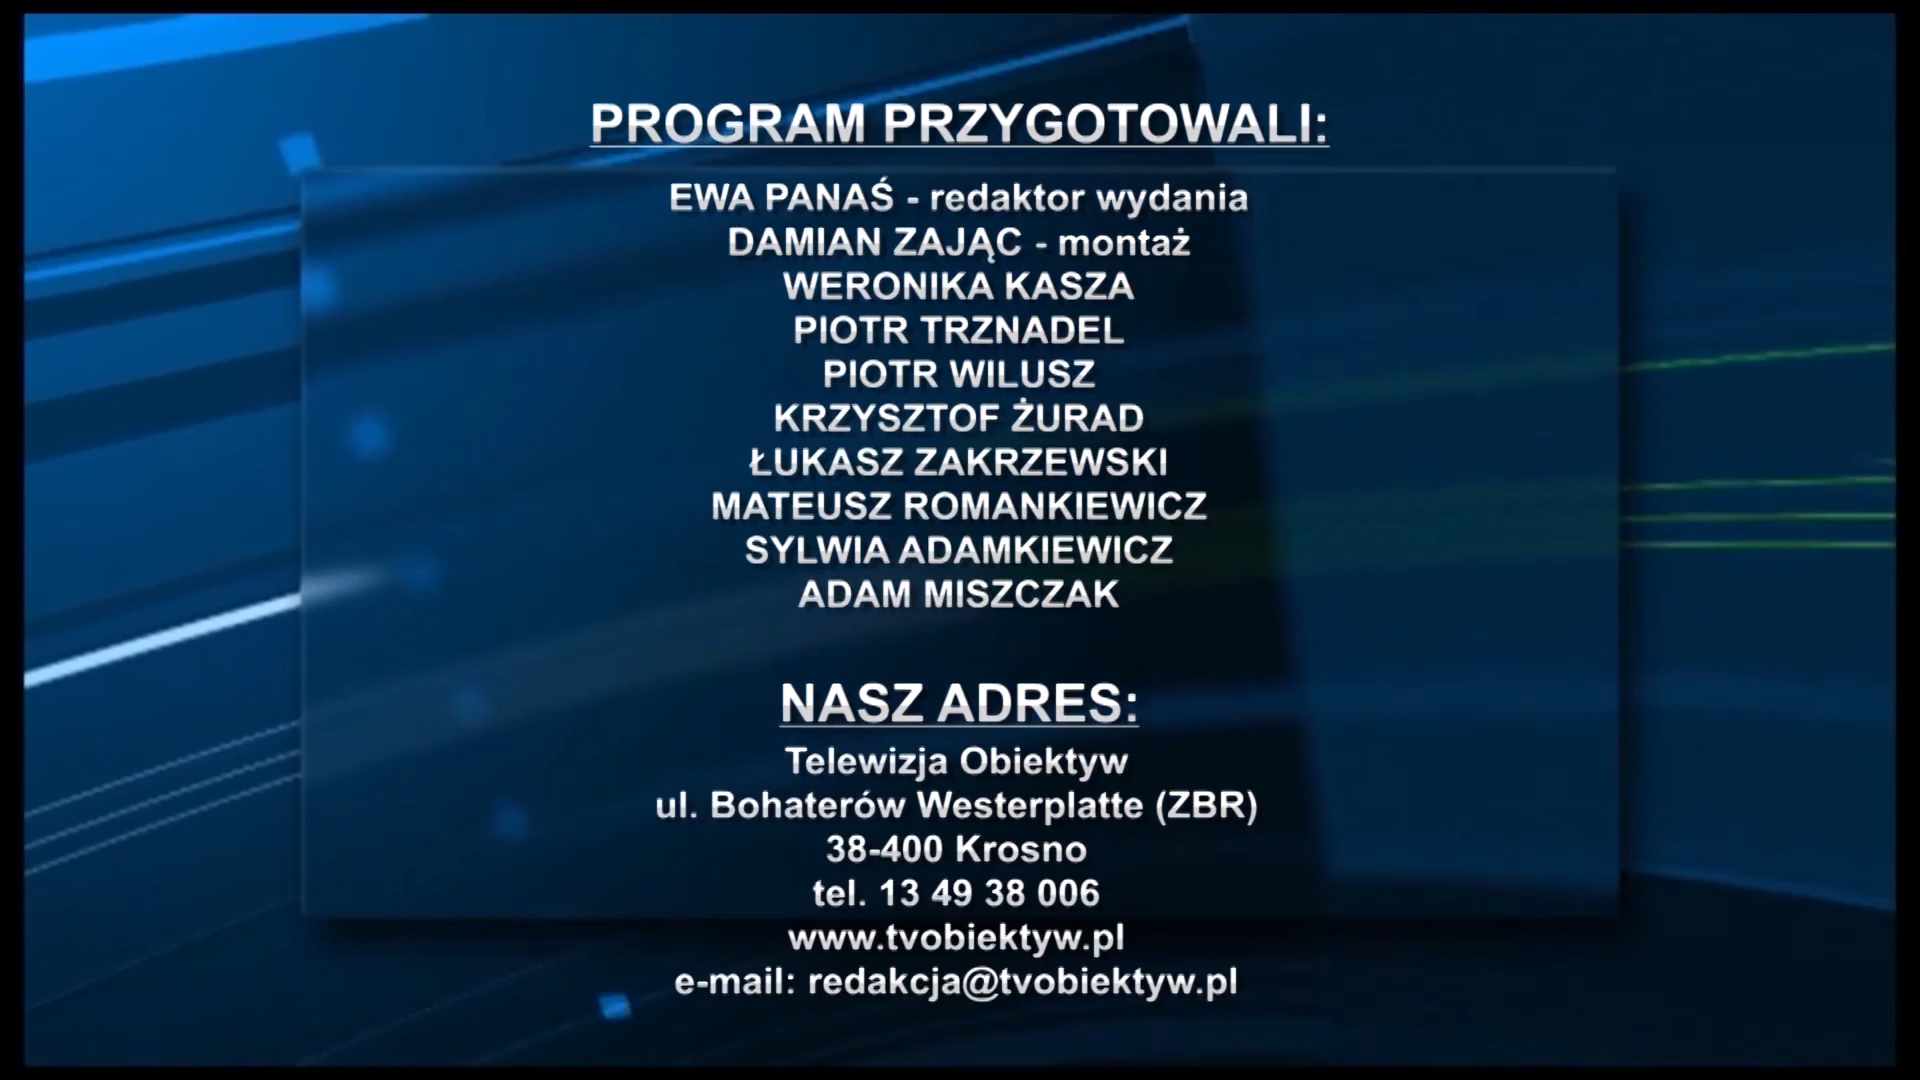 PROGRAM PRZYGOTOWALI:
EWA PANAŚ - redaktor wydania
DAMIAN ZAJĄC - montaż
WERONIKA KASZA
PIOTR TRZNADEL
PIOTR WILUSZ
KRZYSZTOF ŻURAD
ŁUKASZ ZAKRZEWSKI
MATEUSZ ROMANKIEWICZ
SYLWIA ADAMKIEWICZ
ADAM MISZCZAK
NASZ ADRES:
Telewizja Obiektyw
ul. Bohaterów Westerplatte (ZBR)
38-400 Krosno
tel. 13 49 38 006
www.tvobiektyw.pl
e-mail: redakcja@tvobiektyw.pl